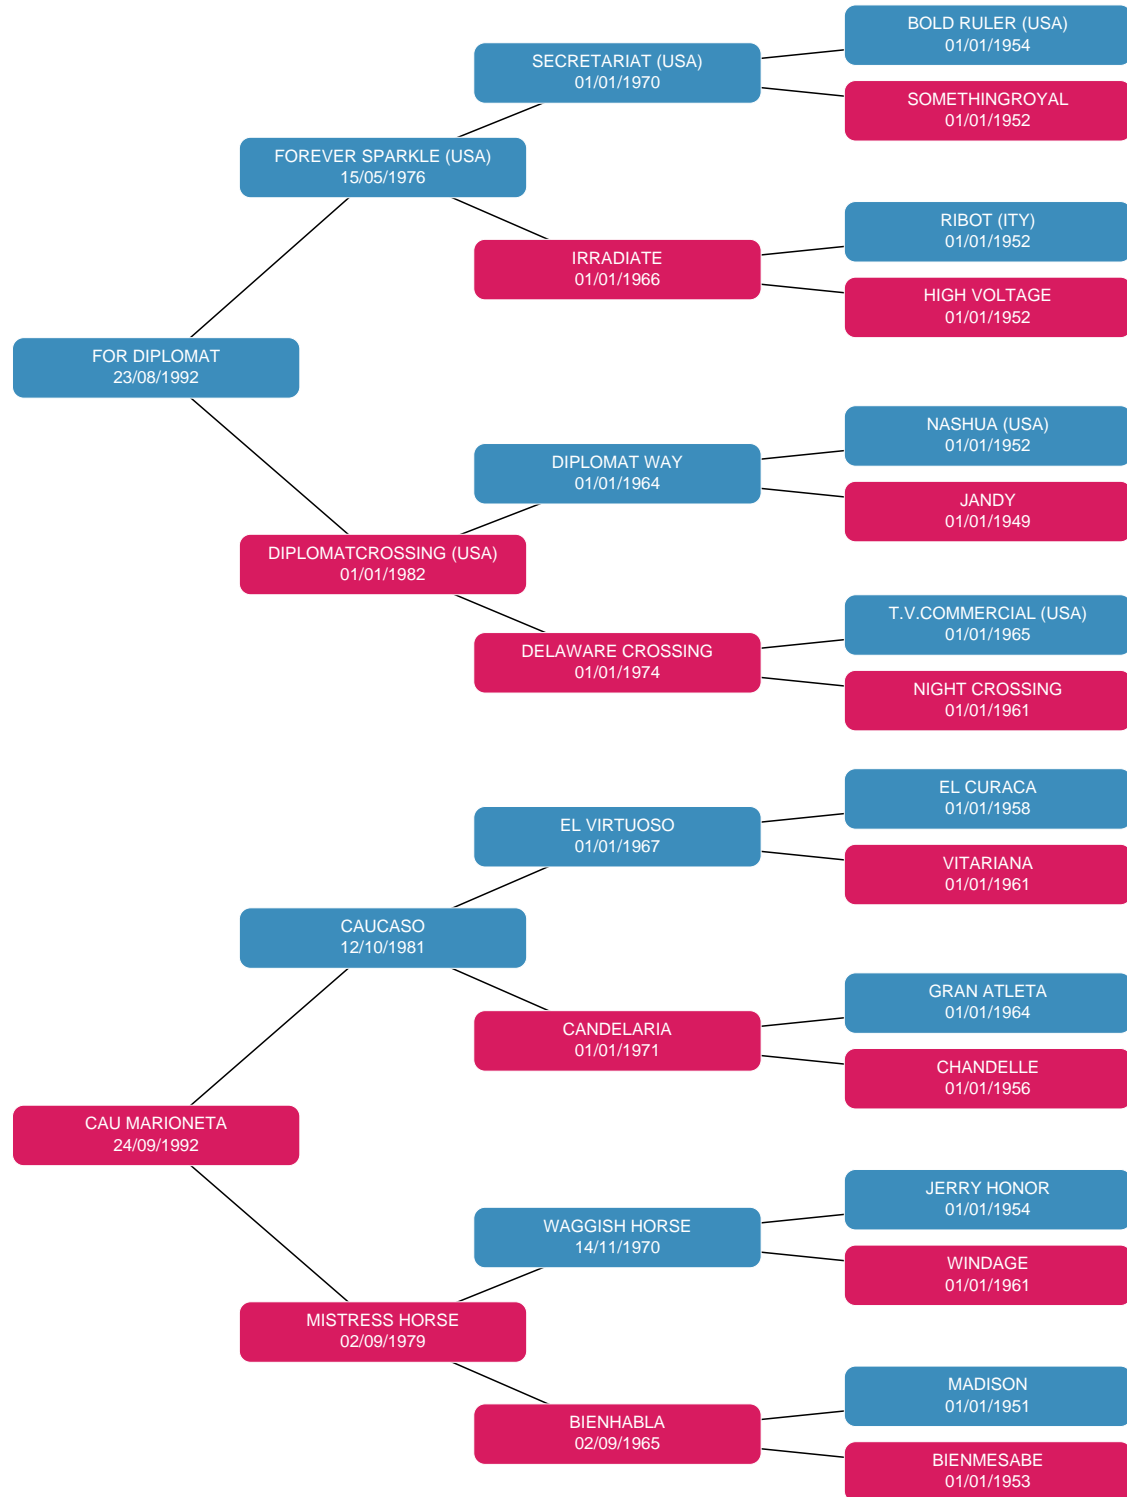 BOLD RULER (USA)
01/01/1954
SECRETARIAT (USA)
01/01/1970
SOMETHINGROYAL
01/01/1952
FOREVER SPARKLE (USA)
15/05/1976
RIBOT (ITY)
01/01/1952
IRRADIATE
01/01/1966
HIGH VOLTAGE
01/01/1952
FOR DIPLOMAT
23/08/1992
NASHUA (USA)
01/01/1952
DIPLOMAT WAY
01/01/1964
JANDY
01/01/1949
DIPLOMATCROSSING (USA)
01/01/1982
T.V.COMMERCIAL (USA)
01/01/1965
DELAWARE CROSSING
01/01/1974
NIGHT CROSSING
01/01/1961
EL CURACA
01/01/1958
EL VIRTUOSO
01/01/1967
VITARIANA
01/01/1961
CAUCASO
12/10/1981
GRAN ATLETA
01/01/1964
CANDELARIA
01/01/1971
CHANDELLE
01/01/1956
CAU MARIONETA
24/09/1992
JERRY HONOR
01/01/1954
WAGGISH HORSE
14/11/1970
WINDAGE
01/01/1961
MISTRESS HORSE
02/09/1979
MADISON
01/01/1951
BIENHABLA
02/09/1965
BIENMESABE
01/01/1953